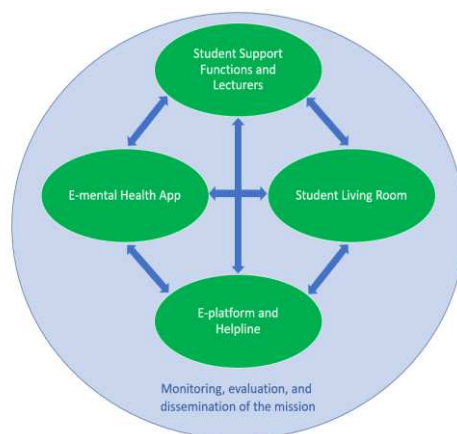 Student Support
Functions and
Lecturers
E-mental Health App
Student Living Room
E-platform and
Helpline
Monitoring, evaluation, and
dissemination of the mission